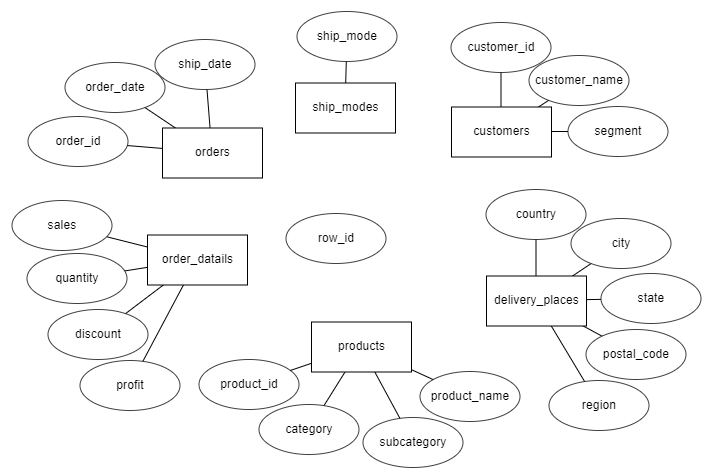 ship_mode
customer_id
ship_date
customer_name
order_date
ship_modes
segment
customers
order_id
orders
country
sales
row_id
city
order_datails
quantity
state
delivery_places
discount
products
postal_code
product_id
profit
product_name
region
category
subcategory